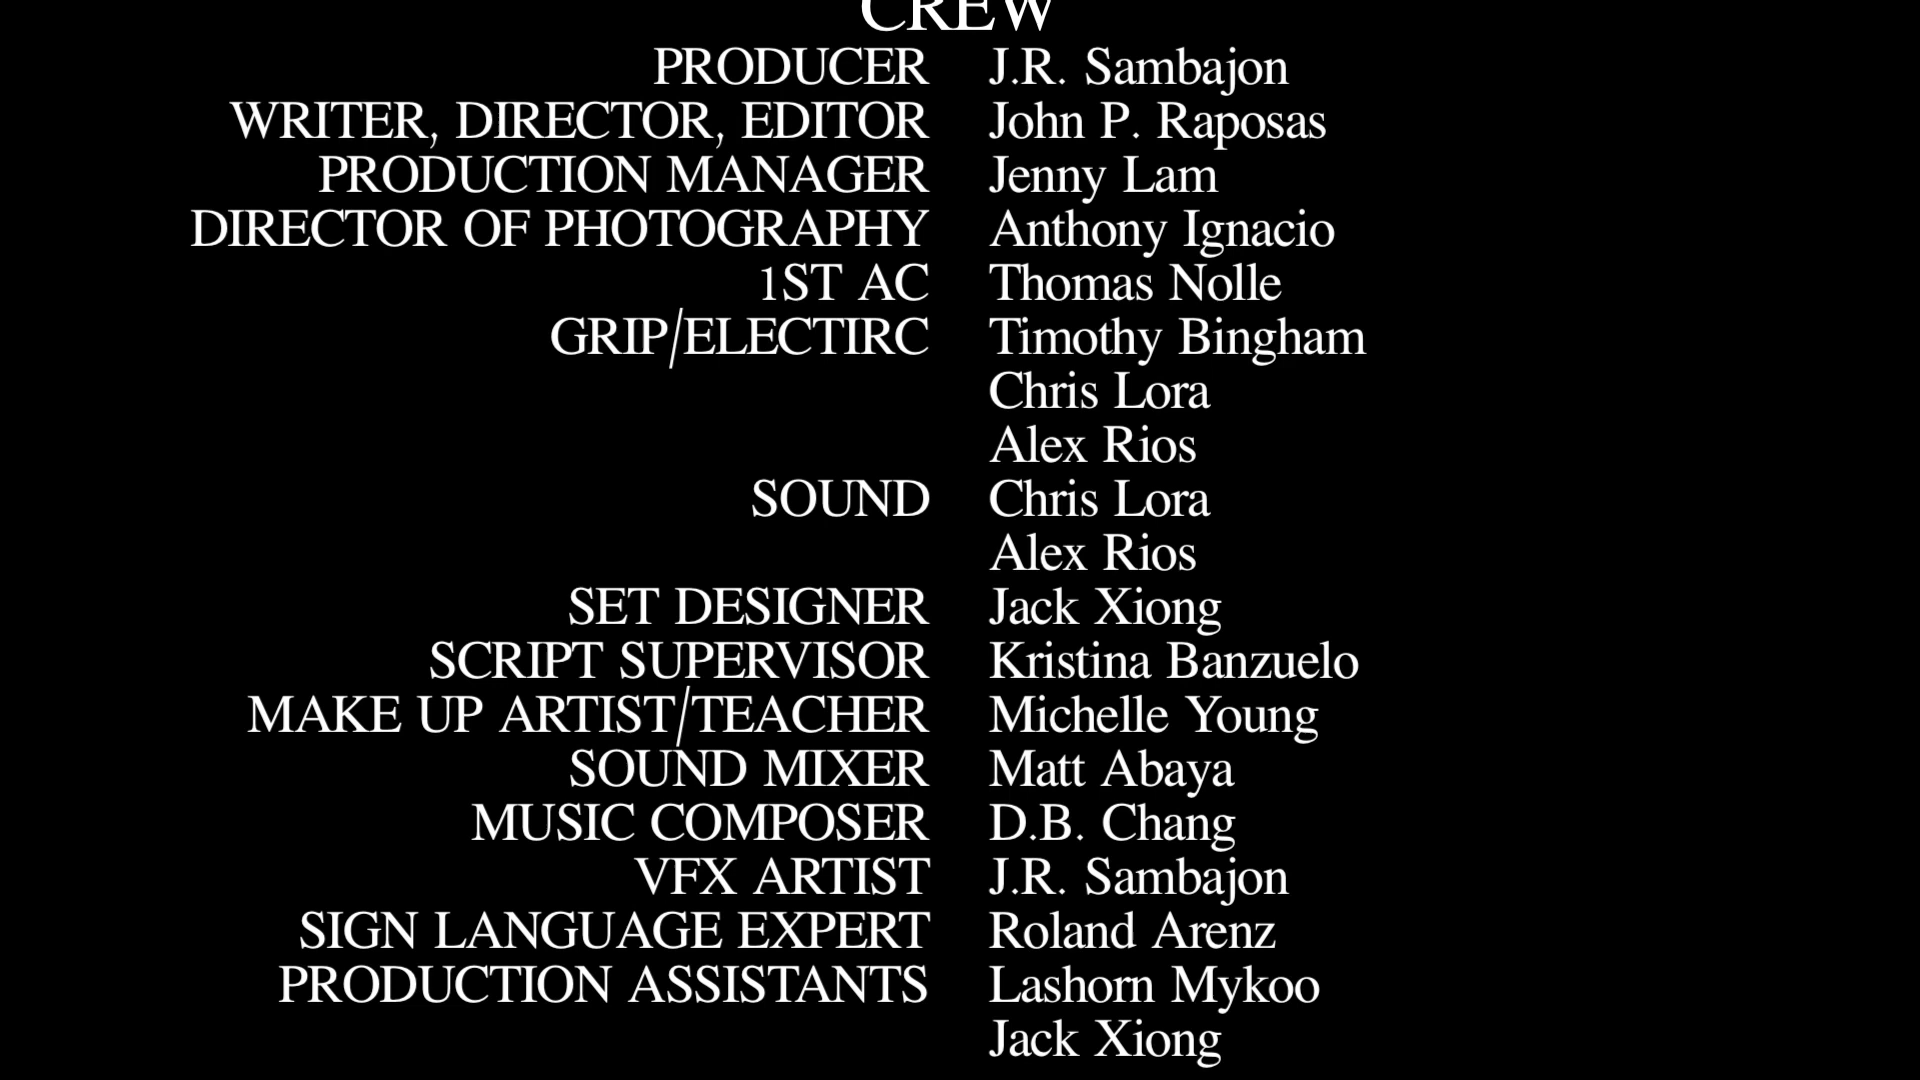 CREW
PRODUCER J.R. Sambajon
WRITER, DIRECTOR, EDITOR John P. Raposas
PRODUCTION MANAGER Jenny Lam
DIRECTOR OF PHOTOGRAPHY Anthony Ignacio
1ST AC Thomas Nolle
GRIP/ELECTIRC Timothy Bingham
Chris Lora
Alex Rios
SOUND Chris Lora
Alex Rios
SET DESIGNER Jack Xiong
SCRIPT SUPERVISOR Kristina Banzuelo
MAKE UP ARTIST/TEACHER Michelle Young
SOUND MIXER Matt Abaya
MUSIC COMPOSER D.B. Chang
VFX ARTIST J.R. Sambajon
SIGN LANGUAGE EXPERT Roland Arenz
PRODUCTION ASSISTANTS Lashorn Mykoo
Jack Xiong